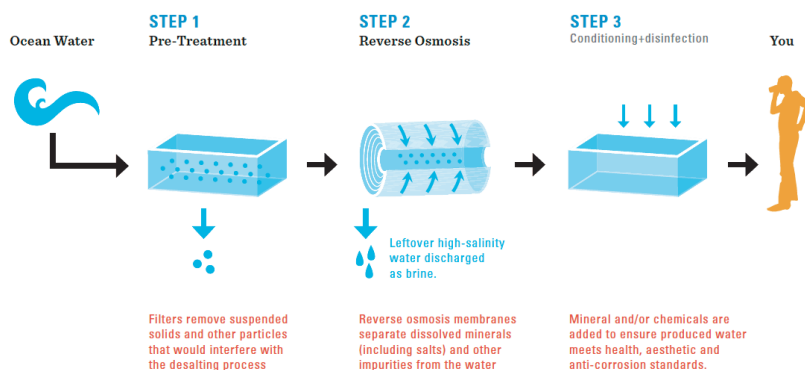 Ocean Water
STEP 1
Pre-Treatment
STEP 2
Reverse Osmosis
STEP 3
Conditioning+disinfection
You
Leftover high-salinity
water discharged
as brine.
Filters remove suspended
solids and other particles
that would interfere with
the desalting process
Reverse osmosis membranes
separate dissolved minerals
(including salts) and other
impurities from the water
Mineral and/or chemicals are
added to ensure produced water
meets health, aesthetic and
anti-corrosion standards.